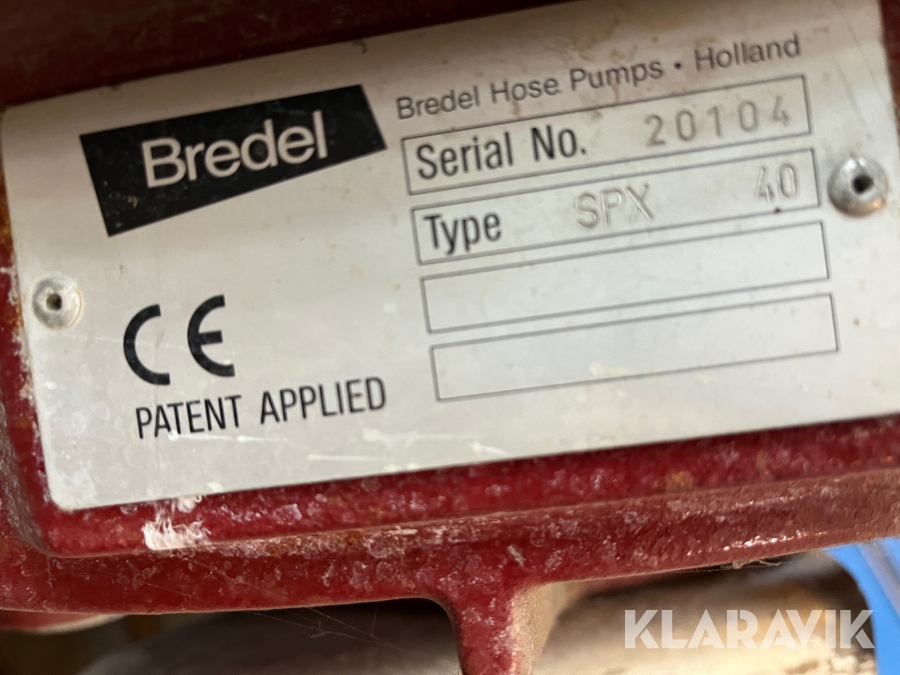 Bredel
Bredel Hose Pumps • Holland
Serial No. 20104
Type SPX 40
CE
PATENT APPLIED
KLARAVIK